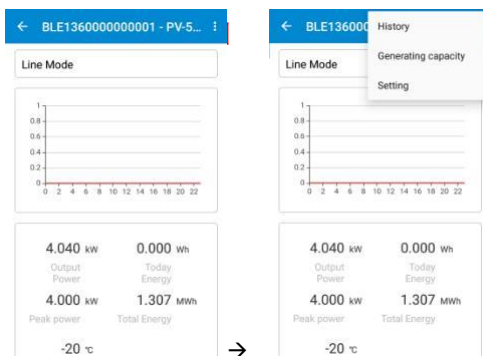 BLE1360000000001 - PV-5...
Line Mode
1
0.8
0.6
0.4
0.2
0
0 2 4 6 8 10 12 14 16 18 20 22
4.040 kW 0.000 Wh
Output Power Today Energy
4.000 kW 1.307 MWh
Peak power Total Energy
-20 ℃
→
BLE13600
History
Generating capacity
Setting
Line Mode
1
0.8
0.6
0.4
0.2
0
0 2 4 6 8 10 12 14 16 18 20 22
4.040 kW 0.000 Wh
Output Power Today Energy
4.000 kW 1.307 MWh
Peak power Total Energy
-20 ℃